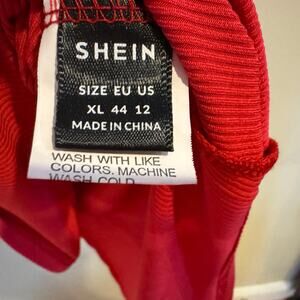 SHEIN
SIZE EU US
XL 44 12
MADE IN CHINA
WASH WITH LIKE
COLORS. MACHINE
WASH COLD